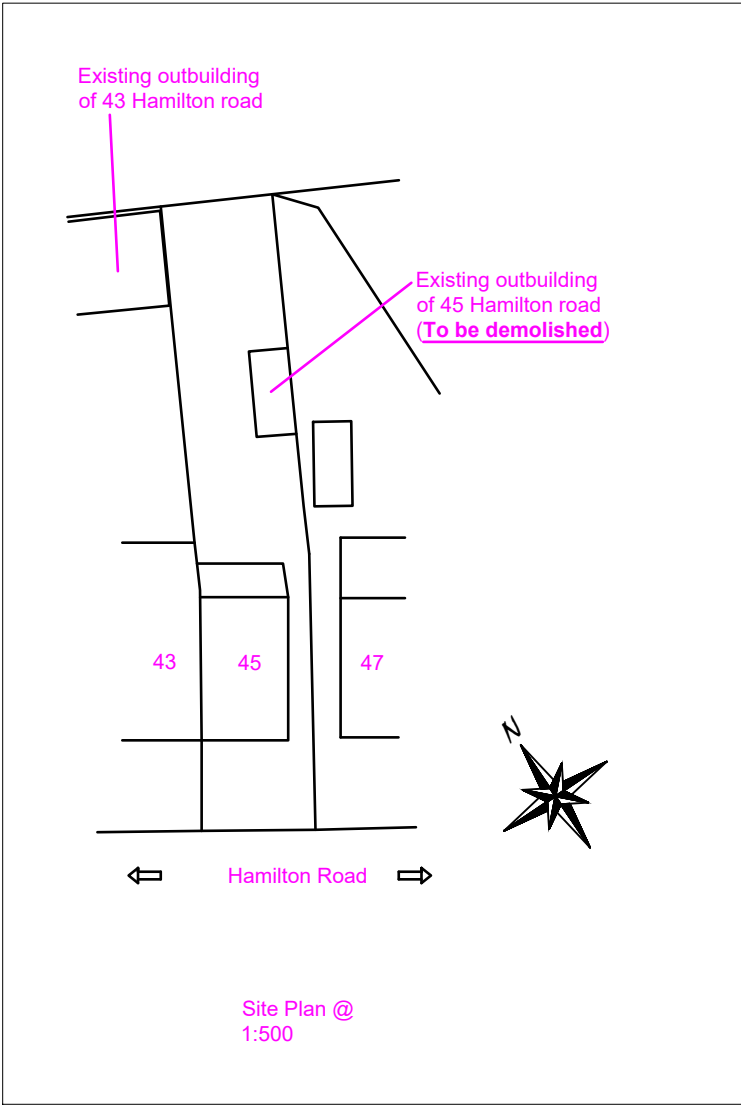 Existing outbuilding
of 43 Hamilton road
Existing outbuilding
of 45 Hamilton road
(To be demolished)
43
45
47
N
Hamilton Road
Site Plan @
1:500